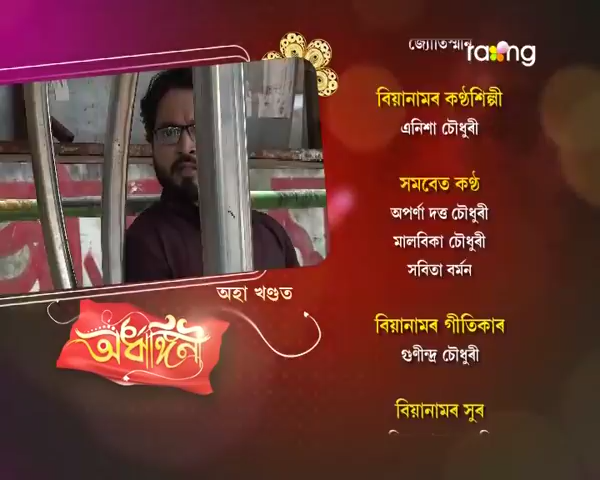 জ্যোতিস্মান
rang
বিয়ানামৰ কণ্ঠশিল্পী
এনিশা চৌধুৰী
সমবেত কণ্ঠ
অপৰ্ণা দত্ত চৌধুৰী
মালবিকা চৌধুৰী
সবিতা বৰ্মন
অহা খণ্ডত
অৰ্ধাঙ্গিনী
বিয়ানামৰ গীতিকাৰ
গুণীন্দ্ৰ চৌধুৰী
বিয়ানামৰ সুৰ